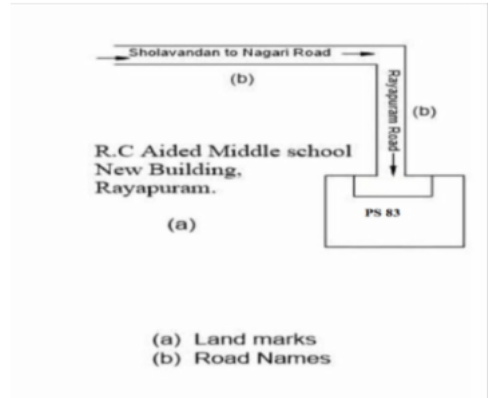 Sholavandan to Nagari Road
(b)
Rayapuram Road
(b)
R.C Aided Middle school
New Building,
Rayapuram.
(a)
PS 83
(a) Land marks
(b) Road Names